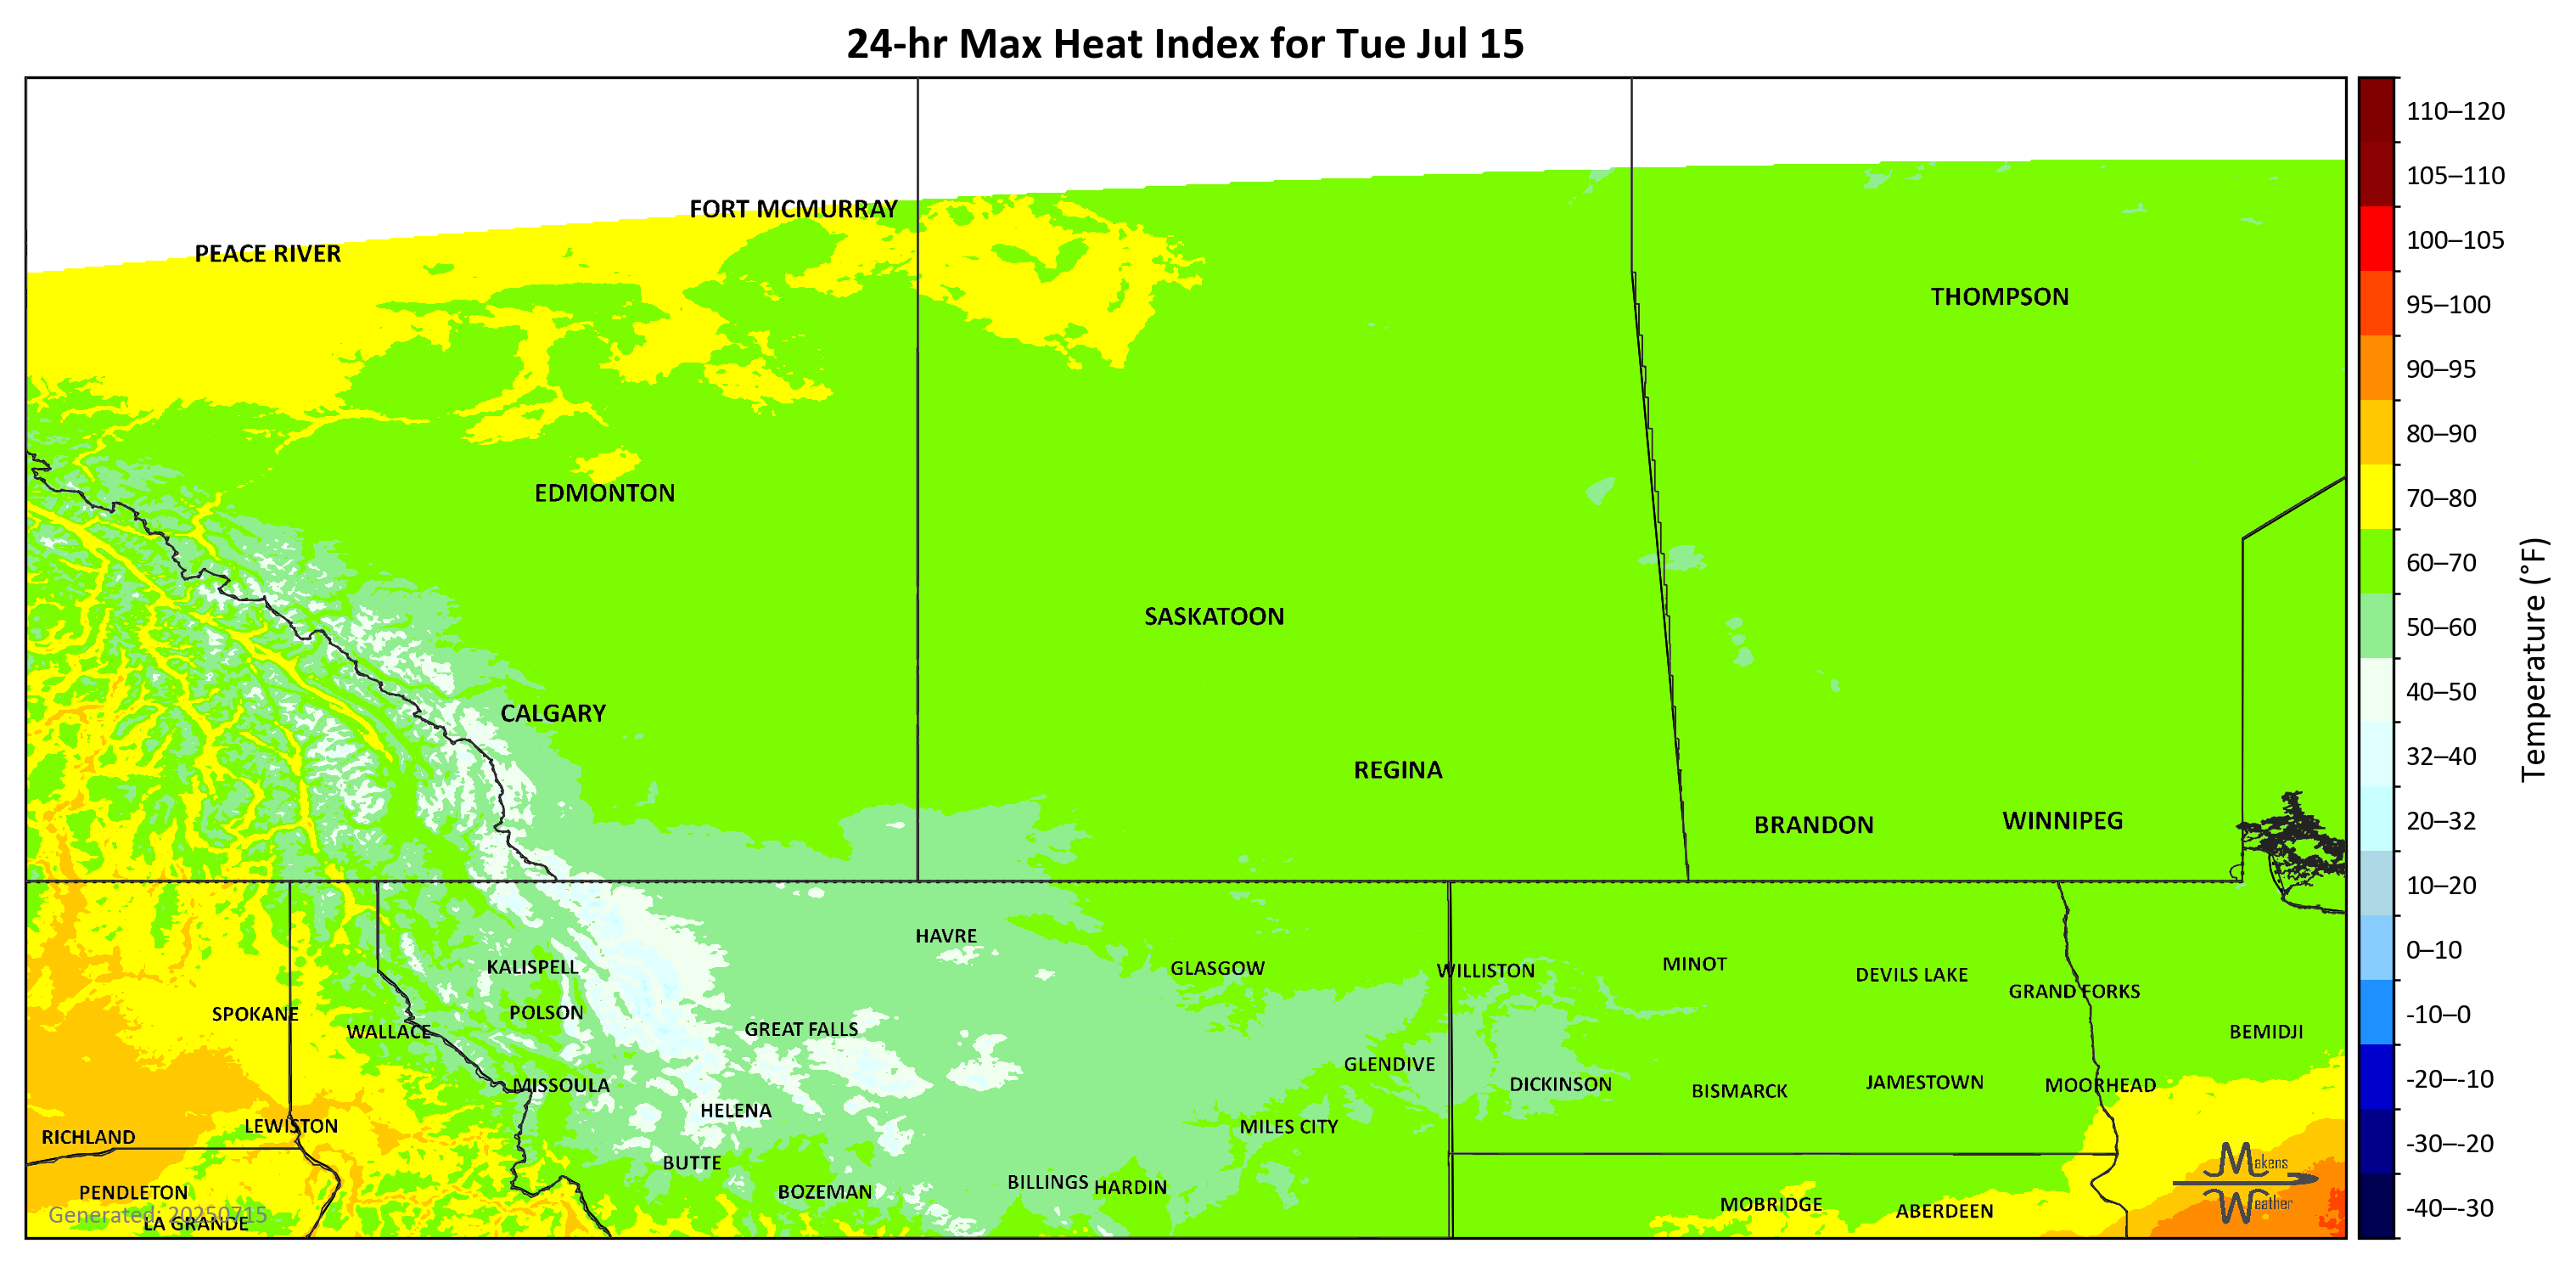 24-hr Max Heat Index for Tue Jul 15
FORT MCMURRAY
PEACE RIVER
THOMPSON
EDMONTON
SASKATOON
CALGARY
REGINA
BRANDON
WINNIPEG
HAVRE
KALISPELL
GLASGOW
WILLISTON
MINOT
DEVILS LAKE
GRAND FORKS
SPOKANE
POLSON
WALLACE
GREAT FALLS
BEMIDJI
GLENDIVE
MISSOULA
DICKINSON
BISMARCK
JAMESTOWN
MOORHEAD
HELENA
LEWISTON
MILES CITY
RICHLAND
BUTTE
PENDLETON
BOZEMAN
BILLINGS
HARDIN
MOBRIDGE
ABERDEEN
Generated: 20250715
LA GRANDE
Makens
Weather
110–120
105–110
100–105
95–100
90–95
80–90
70–80
60–70
50–60
40–50
32–40
20–32
10–20
0–10
-10–0
-20–-10
-30–-20
-40–-30
Temperature (°F)